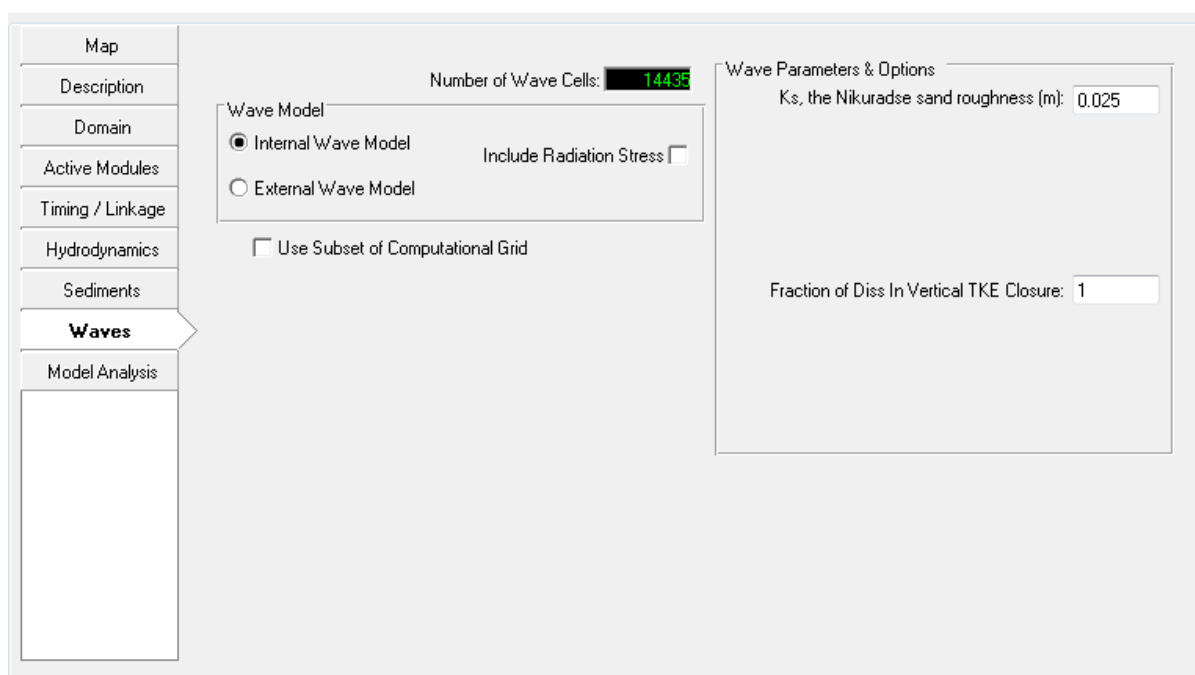 Map
Description
Domain
Active Modules
Timing / Linkage
Hydrodynamics
Sediments
Waves
Model Analysis
Number of Wave Cells: 14435
Wave Model
Internal Wave Model
Include Radiation Stress
External Wave Model
Use Subset of Computational Grid
Wave Parameters & Options
Ks, the Nikuradse sand roughness (m): 0.025
Fraction of Diss In Vertical TKE Closure: 1